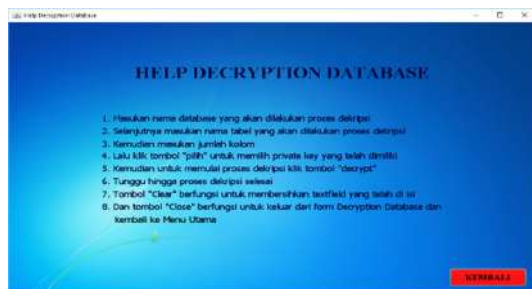 Help Decryption Database
HELP DECRYPTION DATABASE
1. Masukan nama database yang akan dilakukan proses dekripsi
2. Selanjutnya masukan nama tabel yang akan dilakukan proses dekripsi
3. Kemudian masukan jumlah kolom
4. Lalu klik tombol "pilih" untuk memilih private key yang telah dimiliki
5. Kemudian untuk memulai proses dekripsi klik tombol "decrypt"
6. Tunggu hingga proses dekripsi selesai
7. Tombol "Clear" berfungsi untuk membersihkan textfield yang telah di isi
8. Dan tombol "Close" berfungsi untuk keluar dari form Decryption Database dan
kembali ke Menu Utama
KEMBALI